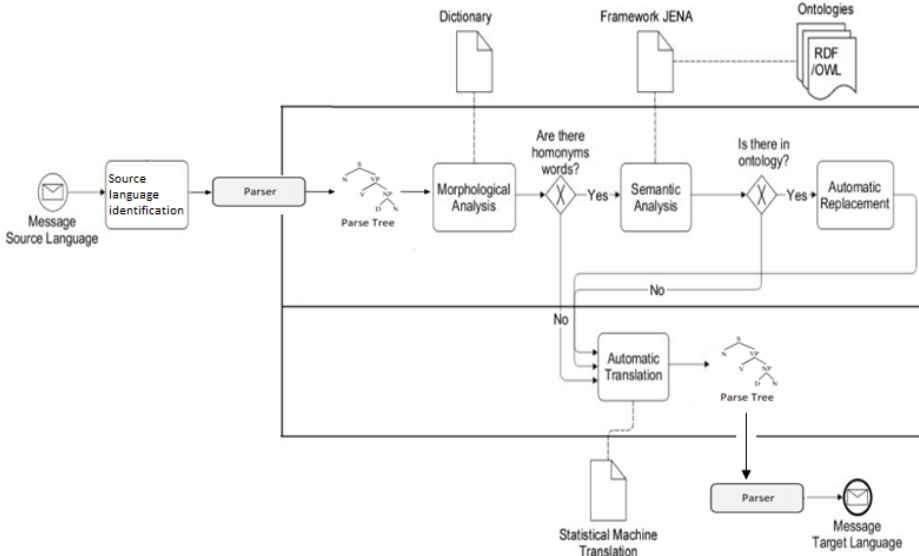 Dictionary
Framework JENA
Ontologies
RDF
/OWL
Are there
homonyms
words?
Is there in
ontology?
Message
Source Language
Source
language
identification
Parser
S
N VP
V NP
D N
Parse Tree
Morphological
Analysis
X
Yes
Semantic
Analysis
X
Yes
Automatic
Replacement
No
No
Automatic
Translation
S
N VP
V NP
D N
Parse Tree
Statistical Machine
Translation
Parser
Message
Target Language